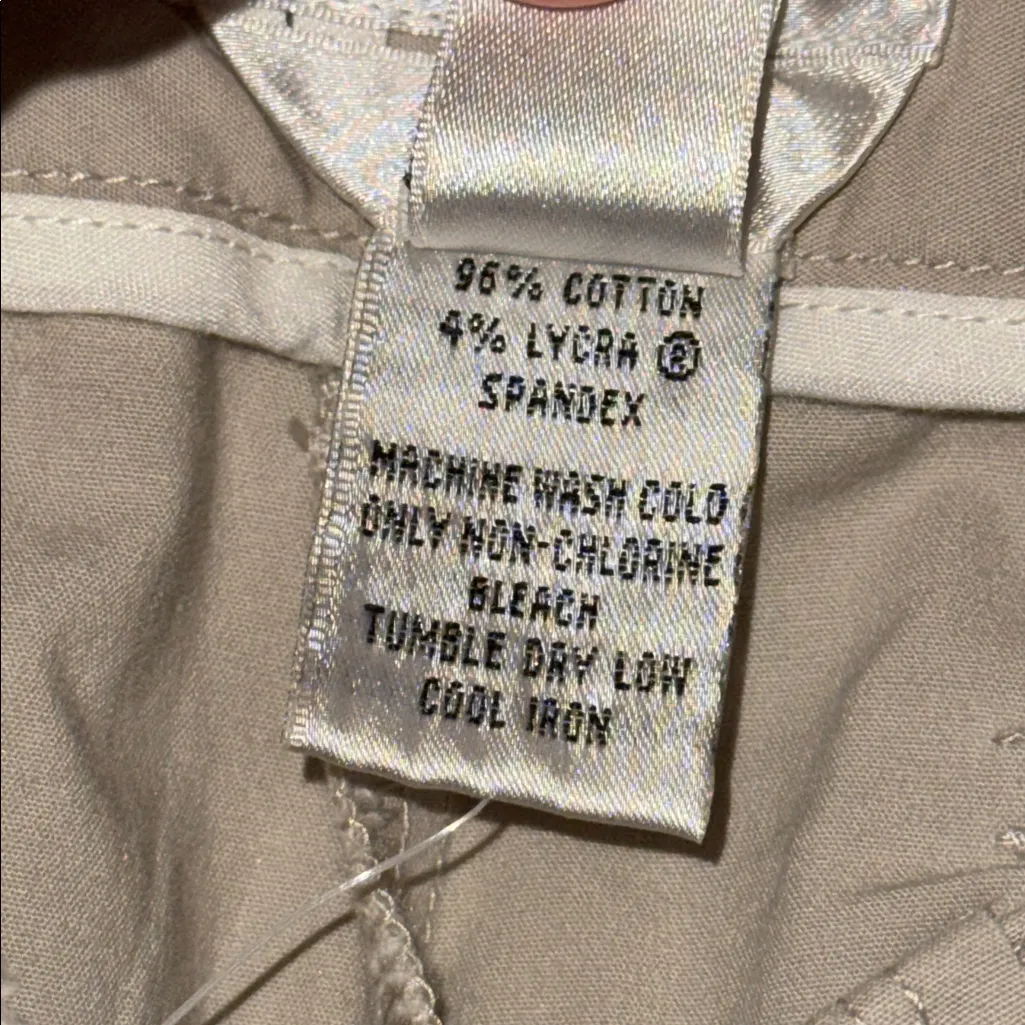 96% COTTON
4% LYCRA ®
SPANDEX
MACHINE WASH COLD
ONLY NON-CHLORINE
BLEACH
TUMBLE DRY LOW
COOL IRON